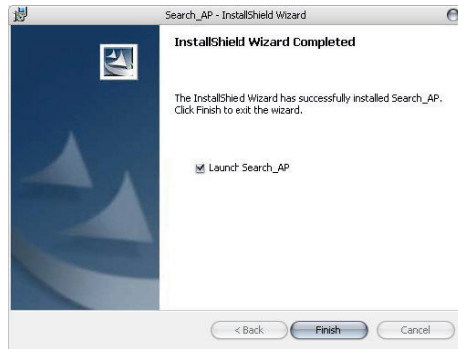 Search_AP - InstallShield Wizard
InstallShield Wizard Completed
The InstallShied Wizard has successfully installed Search_AP.
Click Finish to exit the wizard.
Launch Search_AP
< Back
Finish
Cancel